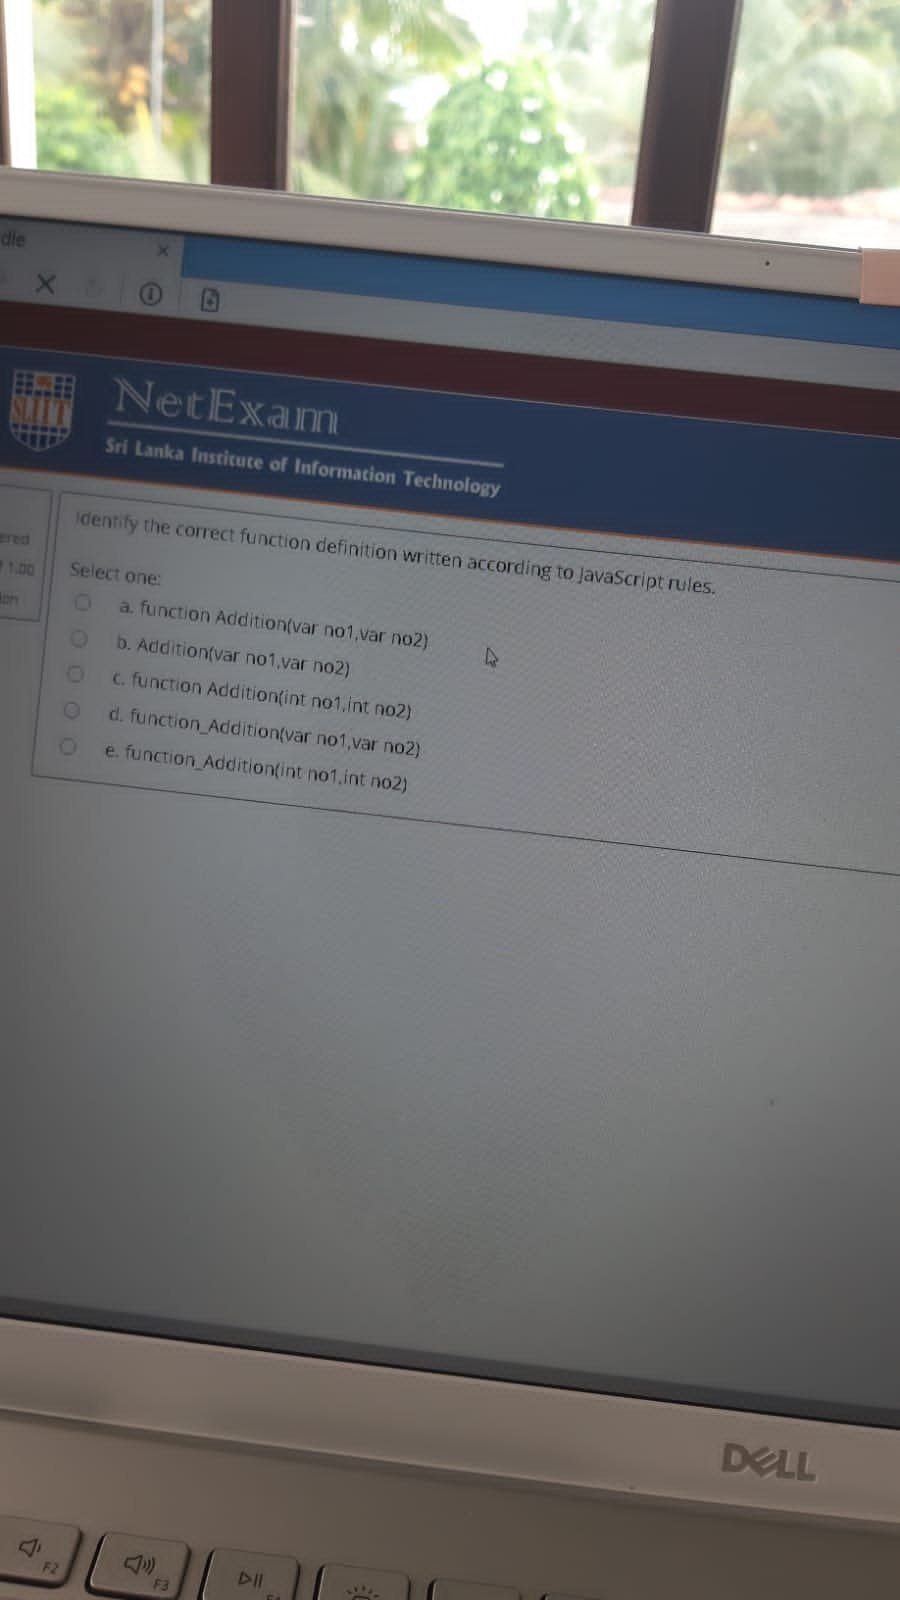 dle
SLIIT
NetExam
Sri Lanka Institute of Information Technology
ered
1.00
ion
Identify the correct function definition written according to JavaScript rules.
Select one:
a. function Addition(var no1,var no2)
b. Addition(var no1,var no2)
c. function Addition(int no1,int no2)
d. function_Addition(var no1,var no2)
e. function_Addition(int no1,int no2)
DELL
F2
F3